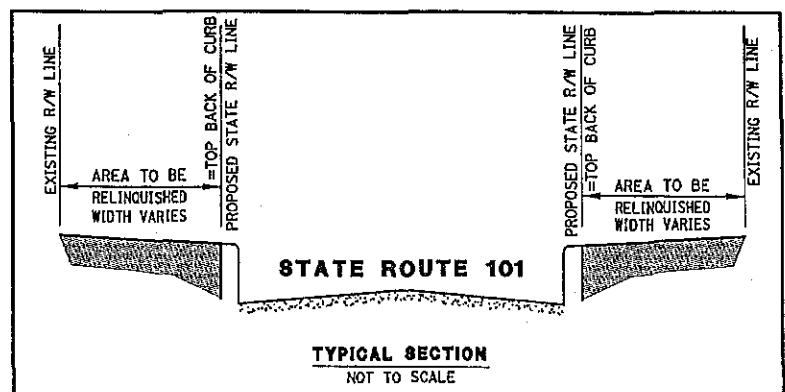 EXISTING R/W LINE
AREA TO BE
RELINQUISHED
WIDTH VARIES
=TOP BACK OF CURB
PROPOSED STATE R/W LINE
PROPOSED STATE R/W LINE
=TOP BACK OF CURB
AREA TO BE
RELINQUISHED
WIDTH VARIES
EXISTING R/W LINE
STATE ROUTE 101
TYPICAL SECTION
NOT TO SCALE